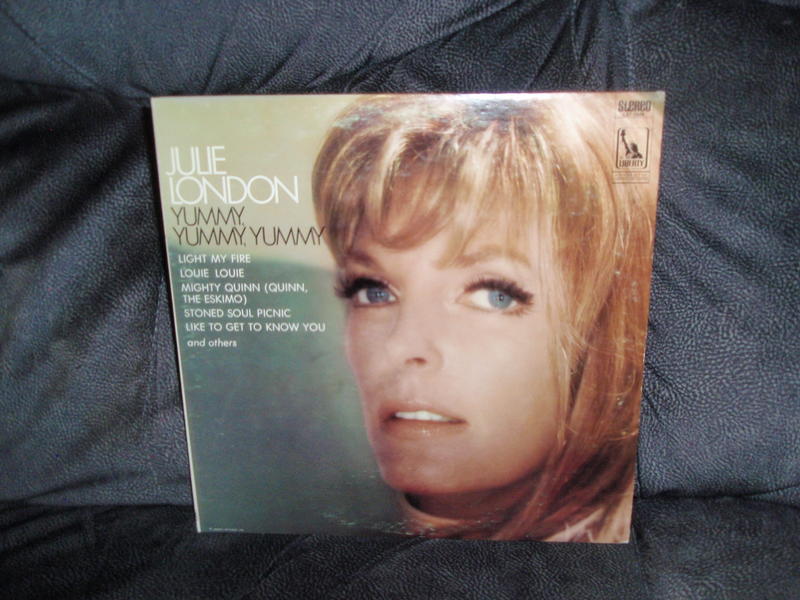 JULIE
LONDON
YUMMY,
YUMMY, YUMMY
LIGHT MY FIRE
LOUIE LOUIE
MIGHTY QUINN (QUINN,
THE ESKIMO)
STONED SOUL PICNIC
LIKE TO GET TO KNOW YOU
and others
STEREO
LIBERTY